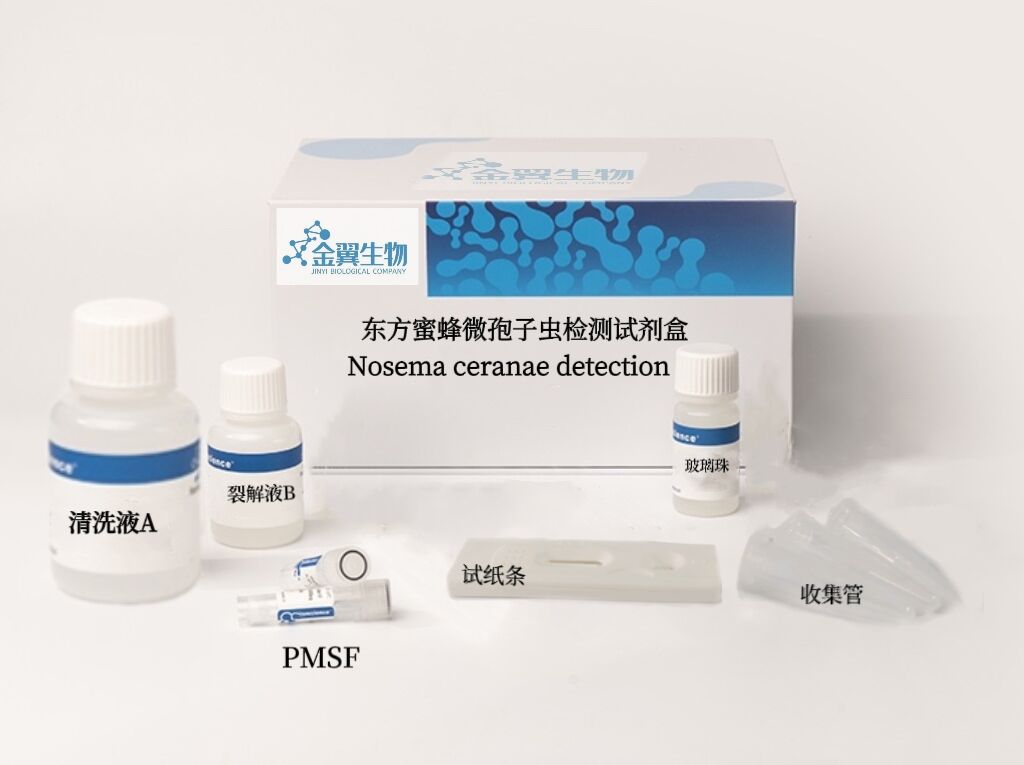 金翼生物
JINYI BIOLOGICAL COMPANY
金翼生物
JINYI BIOLOGICAL COMPANY
东方蜜蜂微孢子虫检测试剂盒
Nosema ceranae detection
玻璃珠
裂解液B
清洗液A
试纸条
收集管
PMSF